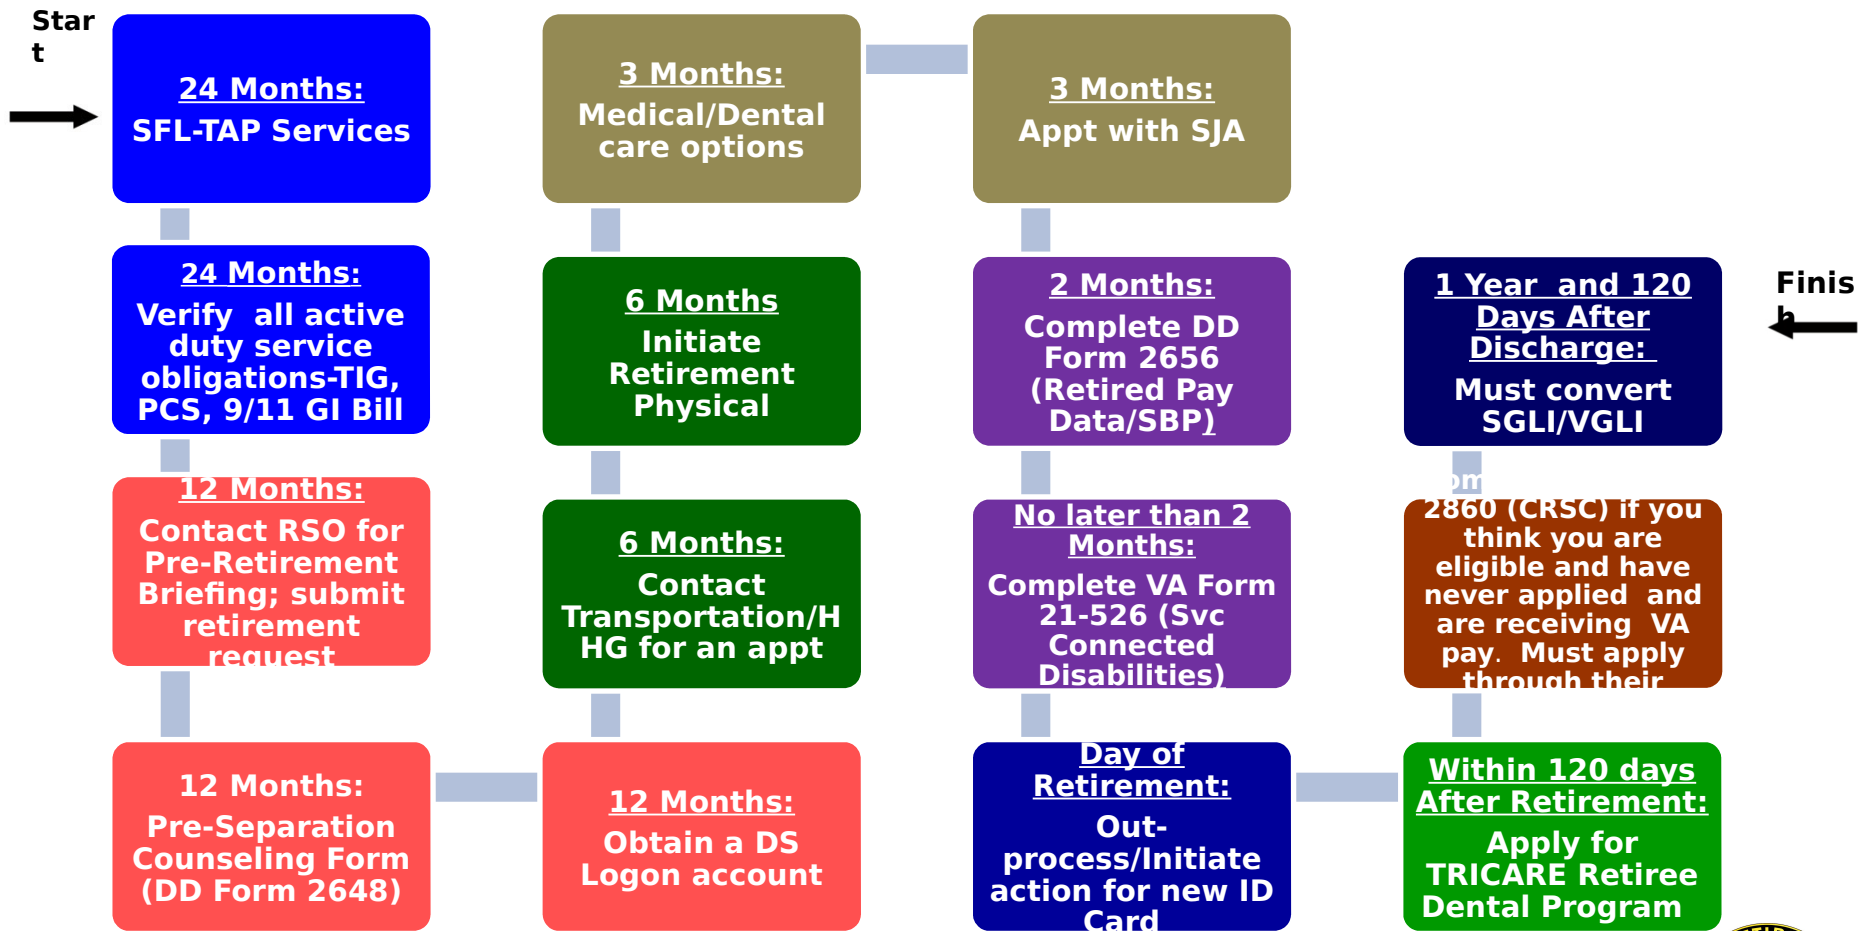 Star
t
24 Months:
SFL-TAP Services
24 Months:
Verify  all active
duty service
obligations-TIG,
PCS, 9/11 GI Bill
12 Months:
Contact RSO for
Pre-Retirement
Briefing; submit
retirement
request
12 Months:
Pre-Separation
Counseling Form
(DD Form 2648)
12 Months:
Obtain a DS
Logon account
6 Months:
Contact
Transportation/H
HG for an appt
6 Months
Initiate
Retirement
Physical
3 Months:
Medical/Dental
care options
3 Months:
Appt with SJA
2 Months:
Complete DD
Form 2656
(Retired Pay
Data/SBP)
No later than 2
Months:
Complete VA Form
21-526 (Svc
Connected
Disabilities)
Day of
Retirement:
Out-
process/Initiate
action for new ID
Card
Within 120 days
After Retirement:
Apply for
TRICARE Retiree
Dental Program
2860 (CRSC) if you
think you are
eligible and have
never applied  and
are receiving  VA
pay.  Must apply
through their
1 Year  and 120
Days After
Discharge:
Must convert
SGLI/VGLI
Finis
h